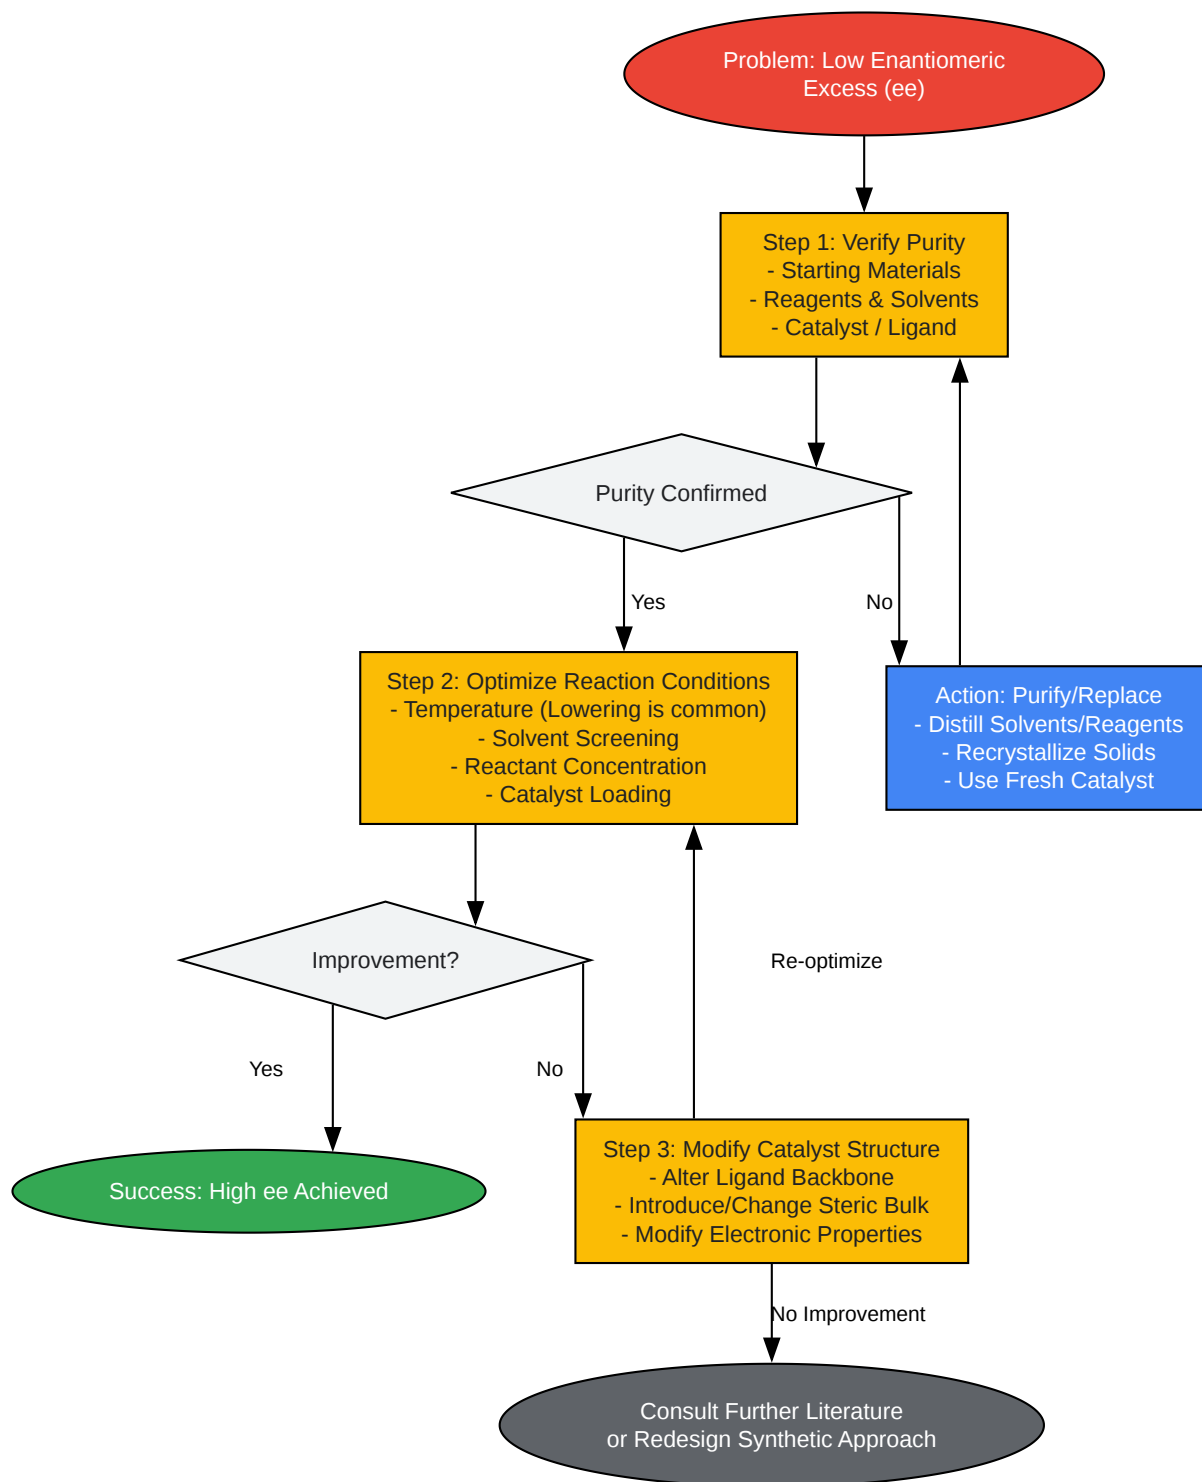 Problem: Low Enantiomeric
Excess (ee)
Step 1: Verify Purity
- Starting Materials
- Reagents & Solvents
- Catalyst / Ligand
Purity Confirmed
Yes
No
Step 2: Optimize Reaction Conditions
- Temperature (Lowering is common)
- Solvent Screening
- Reactant Concentration
- Catalyst Loading
Action: Purify/Replace
- Distill Solvents/Reagents
- Recrystallize Solids
- Use Fresh Catalyst
Improvement?
Re-optimize
Yes
No
Step 3: Modify Catalyst Structure
- Alter Ligand Backbone
- Introduce/Change Steric Bulk
- Modify Electronic Properties
Success: High ee Achieved
No Improvement
Consult Further Literature
or Redesign Synthetic Approach